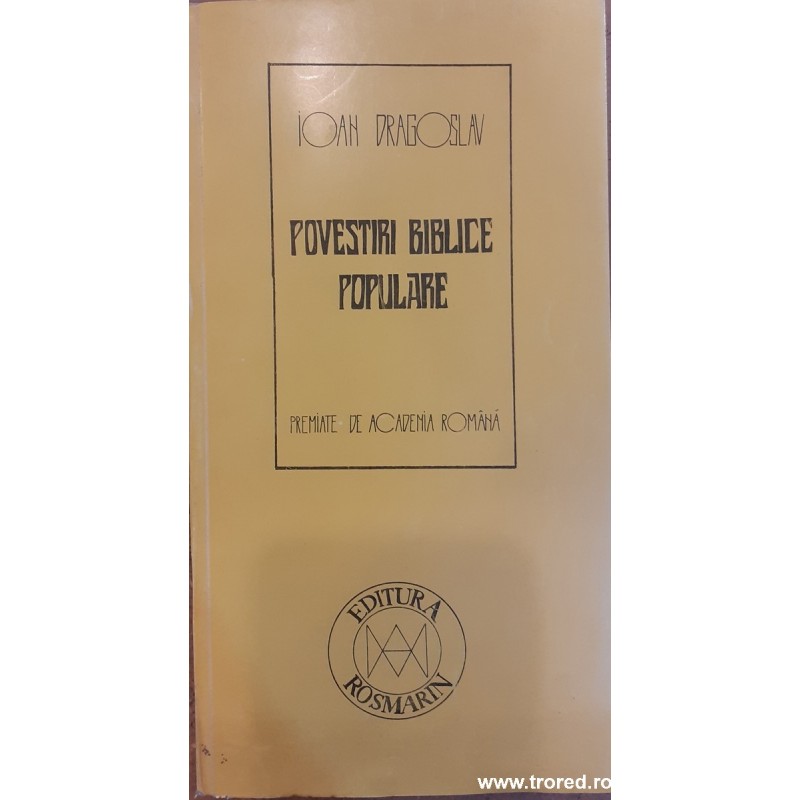 IOAN DRAGOSLAV
POVESTIRI BIBLICE
POPULARE
PREMIATE DE ACADEMIA ROMÂNĂ
EDITURA
ROSMARIN
www.trored.ro